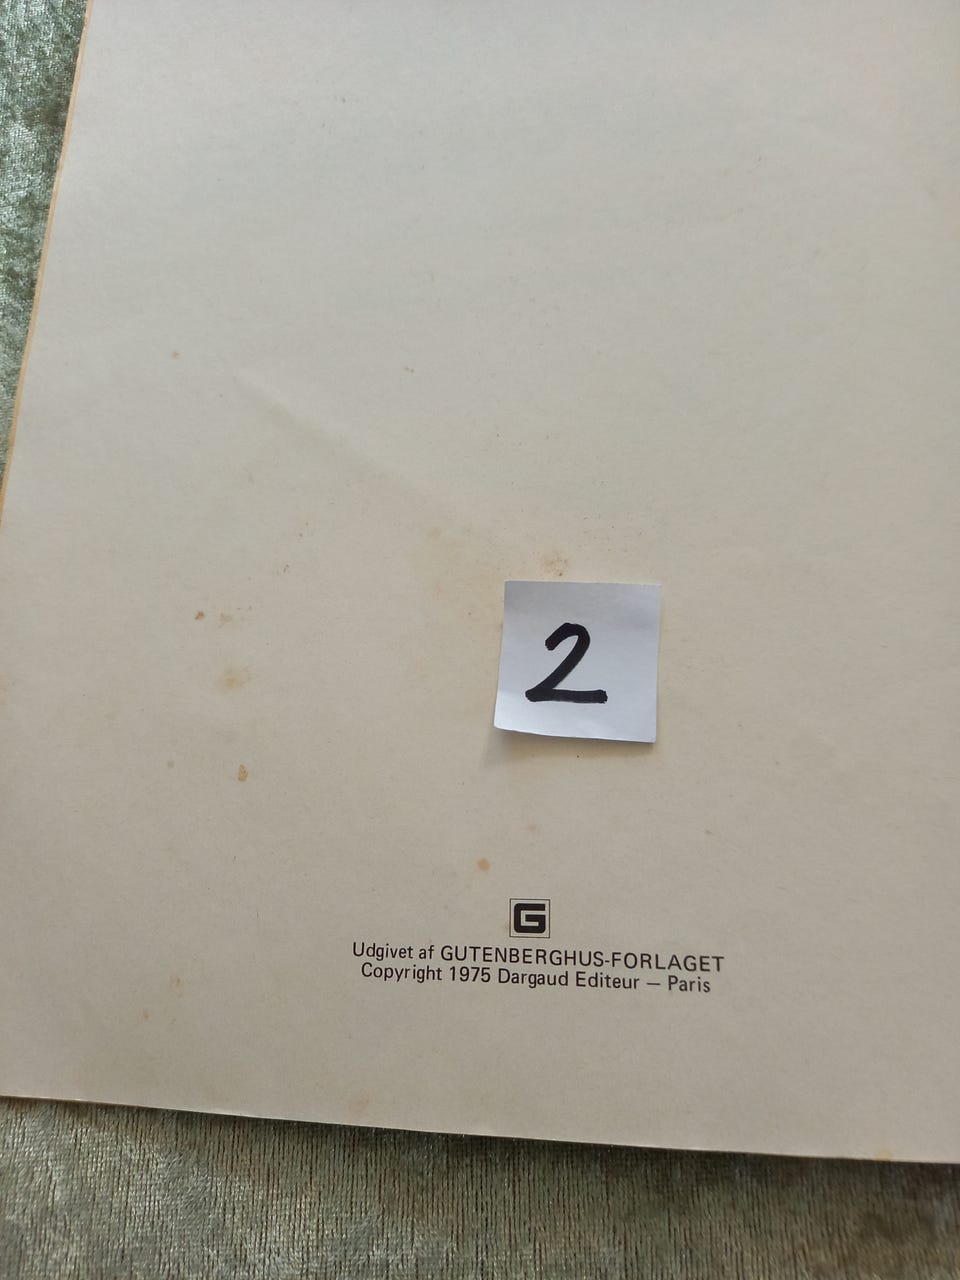 2
G
Udgivet af GUTENBERGHUS-FORLAGET
Copyright 1975 Dargaud Editeur — Paris